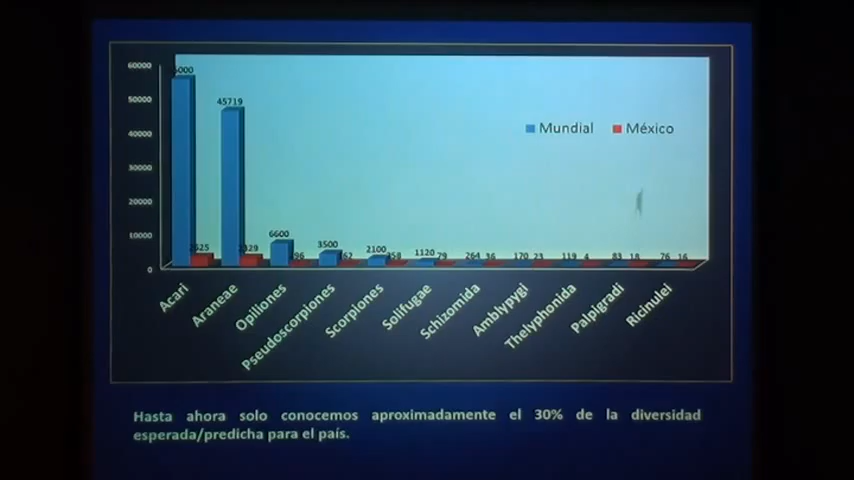 60000
50000
40000
30000
20000
10000
0
45719
6600
3500
2100
1120
79
264
36
170
23
119
4
83
18
76
16
Mundial
México
Acari
Araneae
Opiliones
Pseudoscorpiones
Scorpiones
Solifugae
Schizomida
Amblypygi
Thelyphonida
Palpigradi
Ricinulei
Hasta ahora solo conocemos aproximadamente el 30% de la diversidad
esperada/predicha para el país.